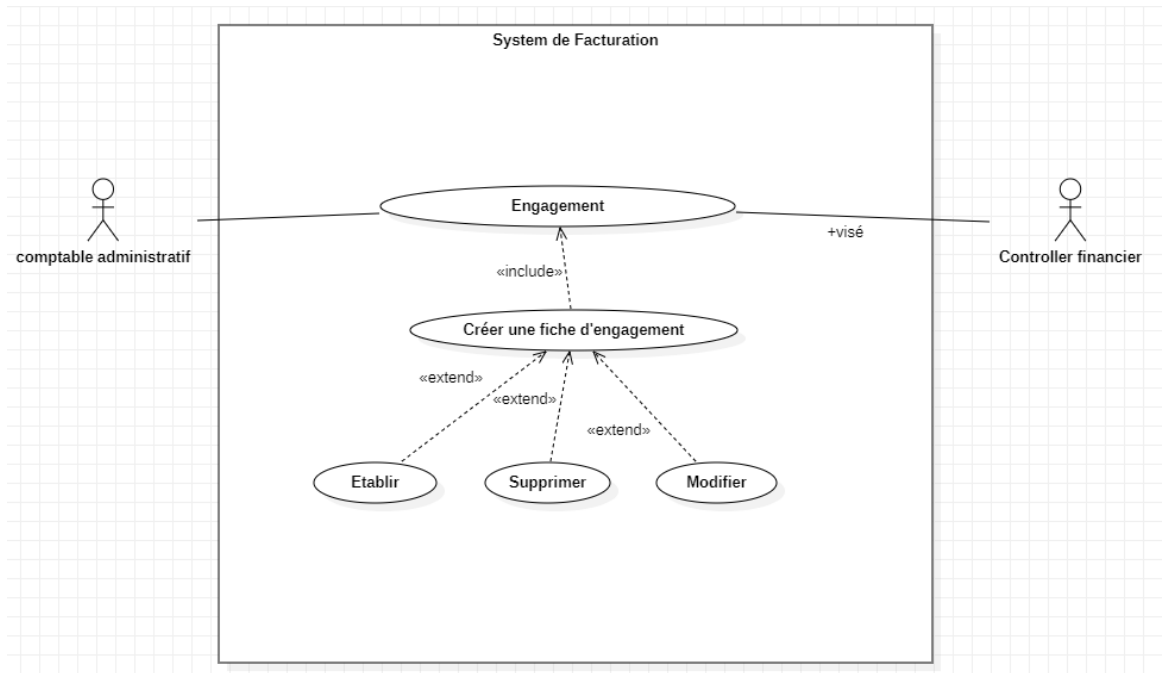 System de Facturation
Engagement
+visé
comptable administratif
Controller financier
«include»
Créer une fiche d'engagement
«extend»
«extend»
«extend»
Etablir
Supprimer
Modifier